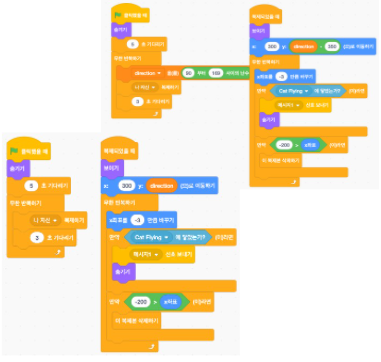 클릭했을 때
숨기기
5 초 기다리기
무한 반복하기
direction ▾ 을(를) 90 부터 180 사이의 난수
나 자신 ▾ 복제하기
3 초 기다리기
복제되었을 때
보이기
x: 300 y: direction - 350 (으)로 이동하기
무한 반복하기
x좌표를 -3 만큼 바꾸기
만약 Cat Flying ▾ 에 닿았는가? (이)라면
메시지1 ▾ 신호 보내기
숨기기
만약 -200 > x좌표 (이)라면
이 복제본 삭제하기
클릭했을 때
숨기기
5 초 기다리기
무한 반복하기
나 자신 ▾ 복제하기
3 초 기다리기
복제되었을 때
보이기
x: 300 y: direction (으)로 이동하기
무한 반복하기
x좌표를 -3 만큼 바꾸기
만약 Cat Flying ▾ 에 닿았는가? (이)라면
메시지1 ▾ 신호 보내기
숨기기
만약 -200 > x좌표 (이)라면
이 복제본 삭제하기